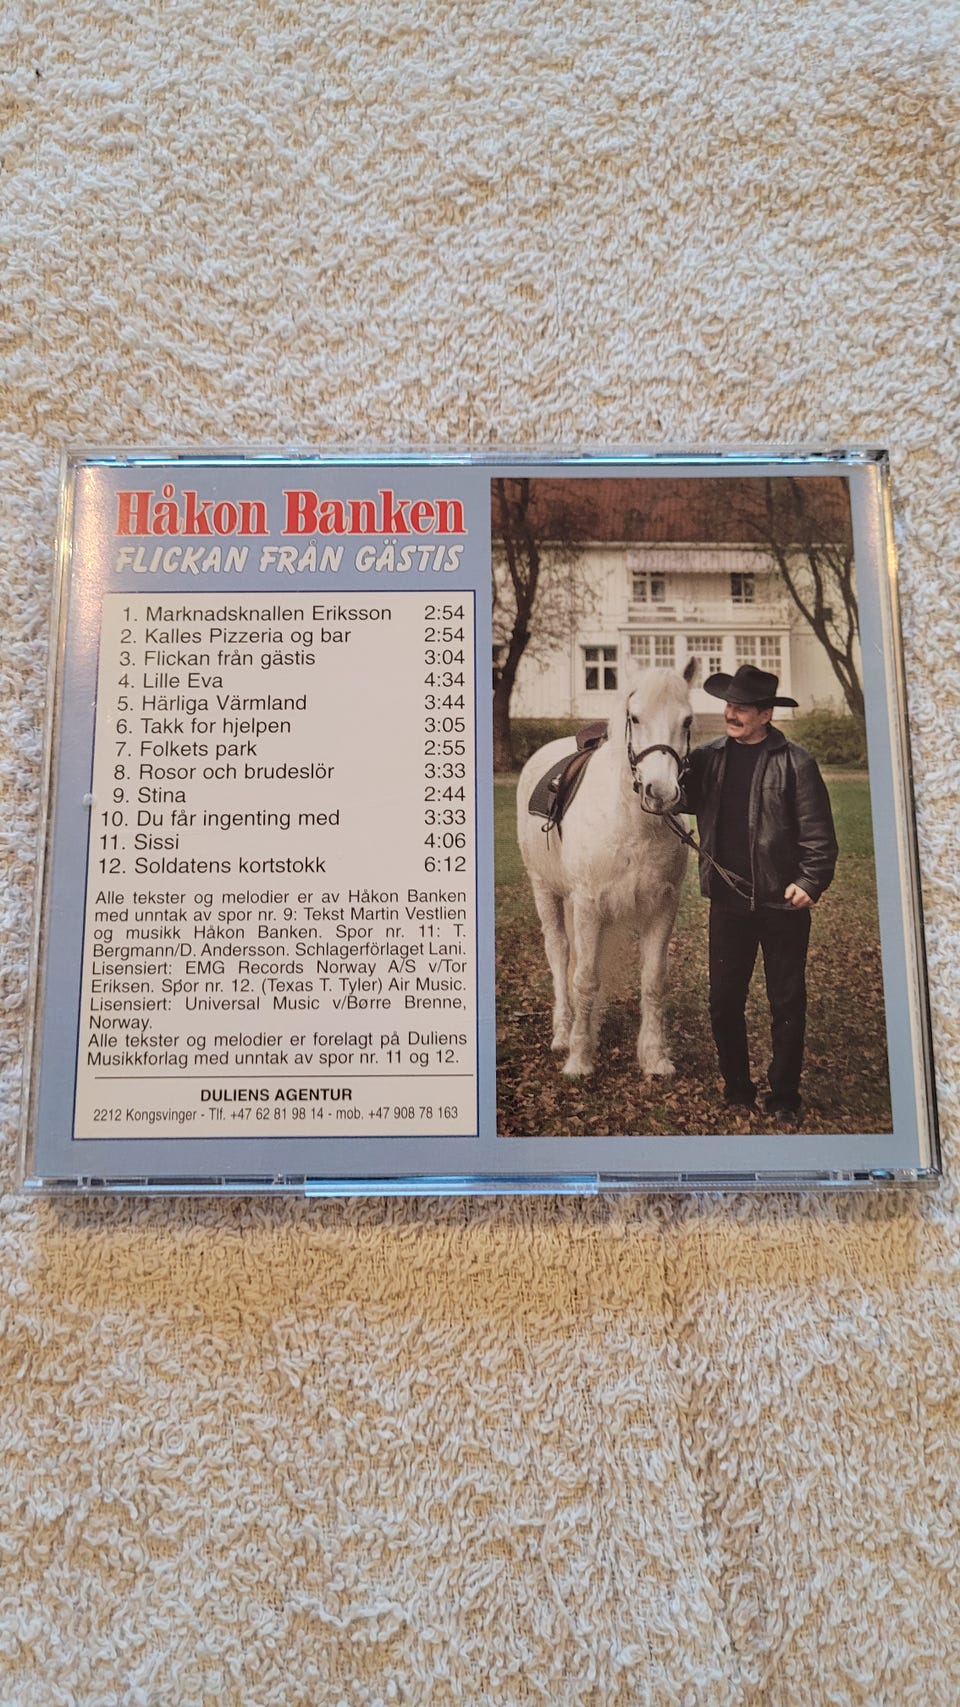 Håkon Banken
FLICKAN FRÅN GÄSTIS
1. Marknadsknallen Eriksson 2:54
2. Kalles Pizzeria og bar 2:54
3. Flickan från gästis 3:04
4. Lille Eva 4:34
5. Härliga Värmland 3:44
6. Takk for hjelpen 3:05
7. Folkets park 2:55
8. Rosor och brudeslör 3:33
9. Stina 2:44
10. Du får ingenting med 3:33
11. Sissi 4:06
12. Soldatens kortstokk 6:12
Alle tekster og melodier er av Håkon Banken
med unntak av spor nr. 9: Tekst Martin Vestlien
og musikk Håkon Banken. Spor nr. 11: T.
Bergmann/D. Andersson. Schlagerförlaget Lani.
Lisensiert: EMG Records Norway A/S v/Tor
Eriksen. Spor nr. 12. (Texas T. Tyler) Air Music.
Lisensiert: Universal Music v/Børre Brenne,
Norway.
Alle tekster og melodier er forelagt på Duliens
Musikkforlag med unntak av spor nr. 11 og 12.
DULIENS AGENTUR
2212 Kongsvinger - Tlf. +47 62 81 98 14 - mob. +47 908 78 163